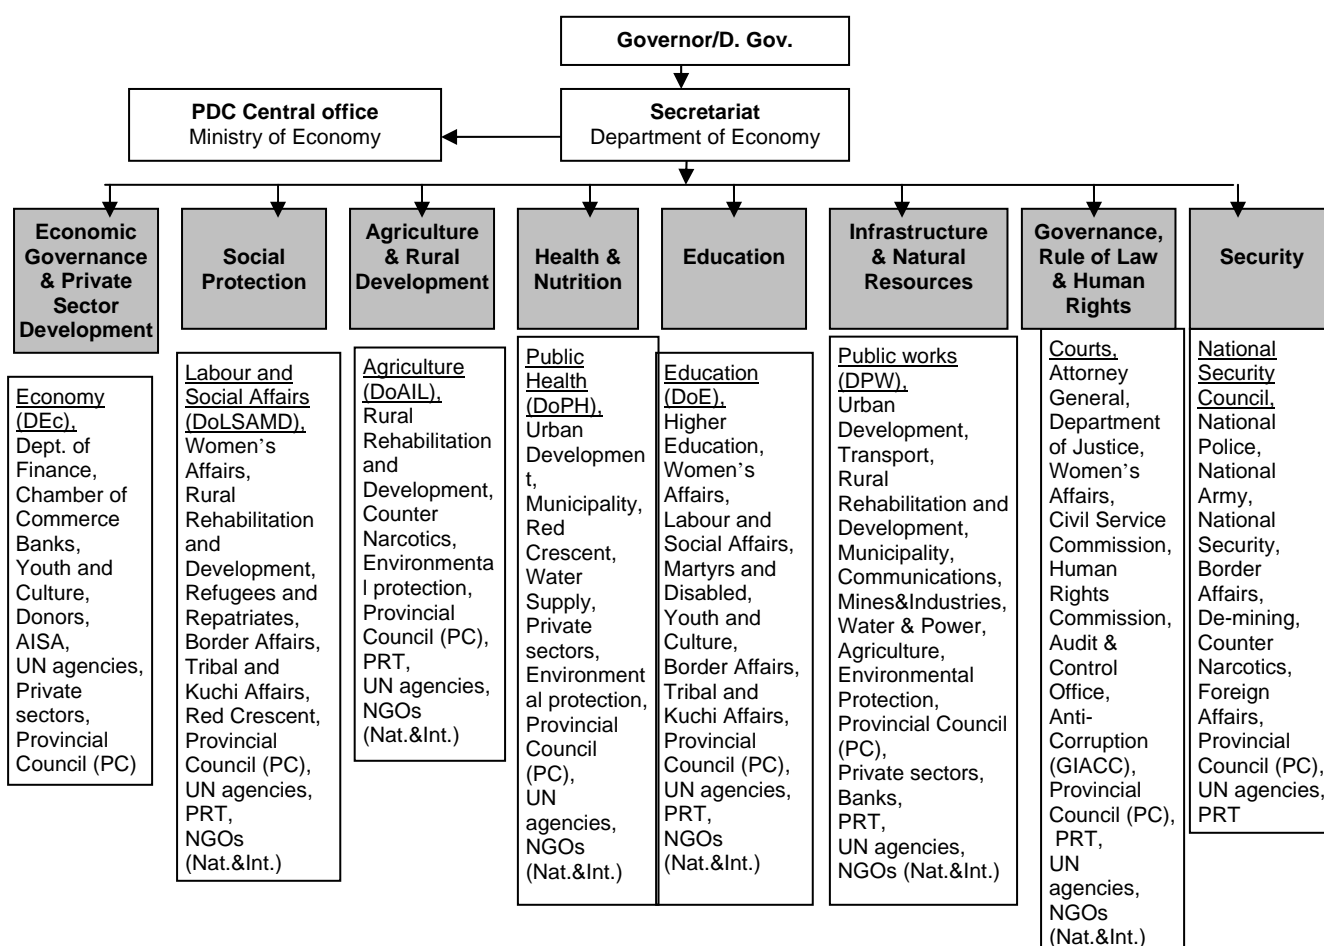 Governor/D. Gov.
PDC Central office
Ministry of Economy
Secretariat
Department of Economy
Economic
Governance
& Private
Sector
Development
Social
Protection
Agriculture
& Rural
Development
Health &
Nutrition
Education
Infrastructure
& Natural
Resources
Governance,
Rule of Law
& Human
Rights
Security
Economy
(DEc),
Dept. of
Finance,
Chamber of
Commerce
Banks,
Youth and
Culture,
Donors,
AISA,
UN agencies,
Private
sectors,
Provincial
Council (PC)
Labour and
Social Affairs
(DoLSAMD),
Women's
Affairs,
Rural
Rehabilitation
and
Development,
Refugees and
Repatriates,
Border Affairs,
Tribal and
Kuchi Affairs,
Red Crescent,
Provincial
Council (PC),
UN agencies,
PRT,
NGOs
(Nat.&Int.)
Agriculture
(DoAIL),
Rural
Rehabilitation
and
Development,
Counter
Narcotics,
Environmenta
l protection,
Provincial
Council (PC),
PRT,
UN agencies,
NGOs
(Nat.&Int.)
Public
Health
(DoPH),
Urban
Developmen
t,
Municipality,
Red
Crescent,
Water
Supply,
Private
sectors,
Environment
al protection,
Provincial
Council
(PC),
UN
agencies,
NGOs
(Nat.&Int.)
Education
(DoE),
Higher
Education,
Women's
Affairs,
Labour and
Social Affairs,
Martyrs and
Disabled,
Youth and
Culture,
Border Affairs,
Tribal and
Kuchi Affairs,
Provincial
Council (PC),
UN agencies,
PRT,
NGOs
(Nat.&Int.)
Public works
(DPW),
Urban
Development,
Transport,
Rural
Rehabilitation and
Development,
Municipality,
Communications,
Mines&Industries,
Water & Power,
Agriculture,
Environmental
Protection,
Provincial Council
(PC),
Private sectors,
Banks,
PRT,
UN agencies,
NGOs (Nat.&Int.)
Courts,
Attorney
General,
Department
of Justice,
Women's
Affairs,
Civil Service
Commission,
Human
Rights
Commission,
Audit &
Control
Office,
Anti-
Corruption
(GIACC),
Provincial
Council (PC),
PRT,
UN
agencies,
NGOs
(Nat.&Int.)
National
Security
Council,
National
Police,
National
Army,
National
Security,
Border
Affairs,
De-mining,
Counter
Narcotics,
Foreign
Affairs,
Provincial
Council (PC),
UN agencies,
PRT